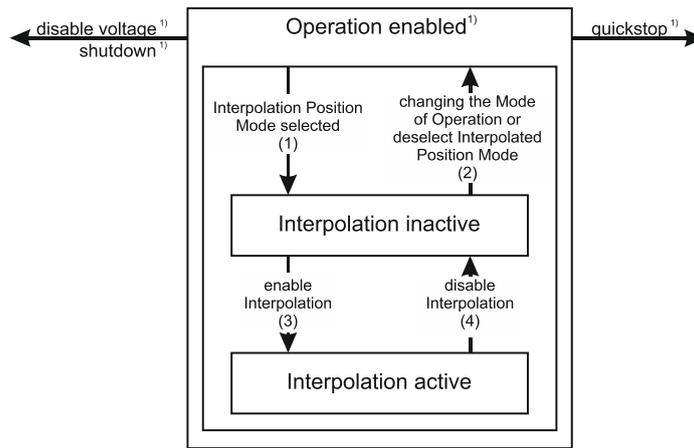 disable voltage 1)
shutdown 1)
Operation enabled 1)
quickstop 1)
Interpolation Position
Mode selected
(1)
changing the Mode
of Operation or
deselect Interpolated
Position Mode
(2)
Interpolation inactive
enable
Interpolation
(3)
disable
Interpolation
(4)
Interpolation active